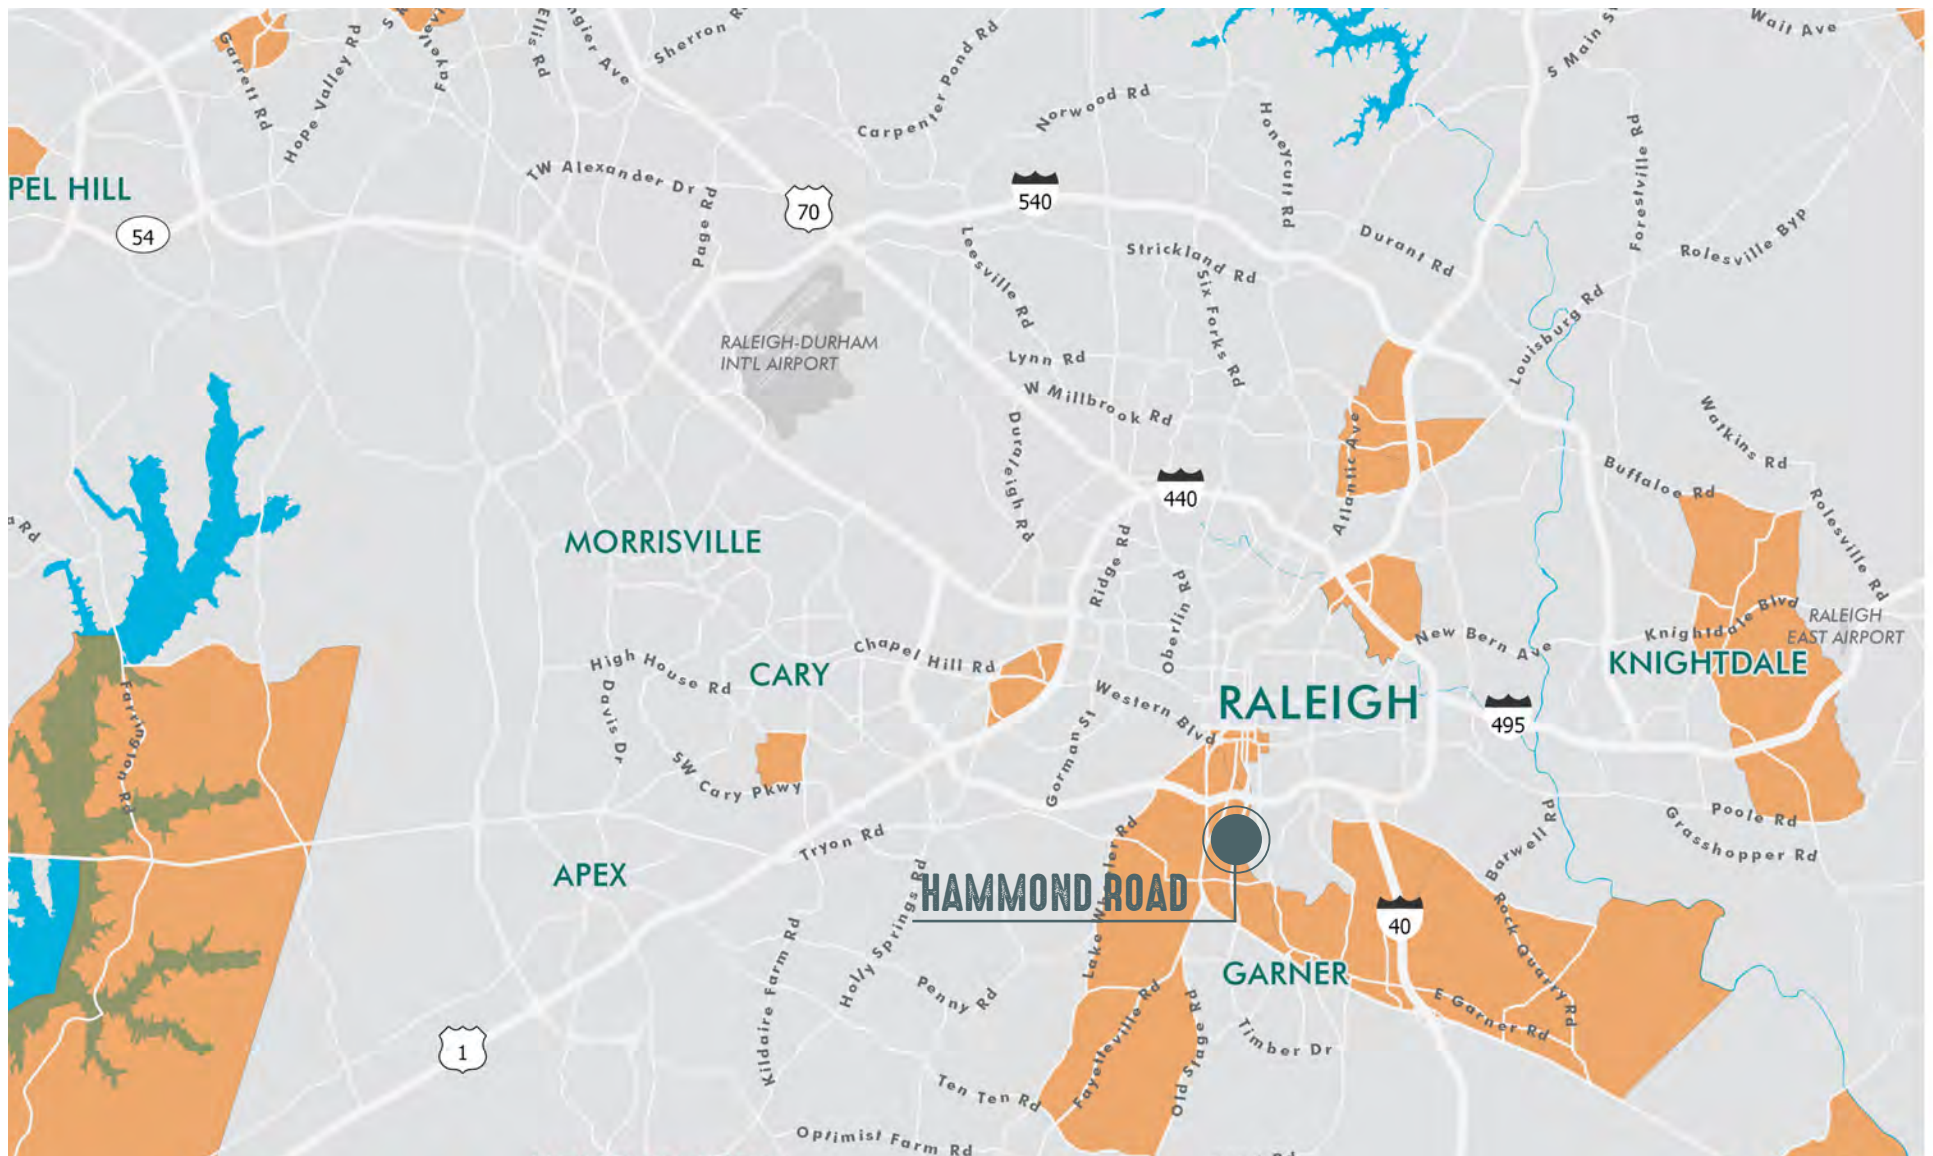 Wait Ave
S Main S
Ellis Rd
ngier Ave
Sherron R
Garrett Rd
Hope Valley Rd
Carpenter Pond Rd
Norwood Rd
Honeycutt Rd
Forestville Rd
TW Alexander Dr
PEL HILL
54
Page Rd
70
540
Leesville Rd
Strickland Rd
Six Forks Rd
Durant Rd
Rolesville Byp
Louisburg Rd
RALEIGH-DURHAM
INT'L AIRPORT
Lynn Rd
W Millbrook Rd
Duraleigh Rd
Atlantic Ave
Watkins Rd
Buffaloe Rd
Rolesville Rd
440
a Rd
MORRISVILLE
Ridge Rd
Oberlin Rd
New Bern Ave
Knightdale Blvd
RALEIGH
EAST AIRPORT
KNIGHTDALE
High House Rd
Davis Dr
CARY
Chapel Hill Rd
Western Blvd
RALEIGH
495
Farrington Rd
SW Cary Pkwy
Gorman St
Tryon Rd
Poole Rd
Grasshopper Rd
Barwell Rd
APEX
Lake Wheeler Rd
HAMMOND ROAD
Holly Springs Rd
Kildaire Farm Rd
Penny Rd
40
Rock Quarry Rd
GARNER
E Garner Rd
Fayetteville Rd
Old Stage Rd
Timber Dr
1
Ten Ten Rd
Optimist Farm Rd